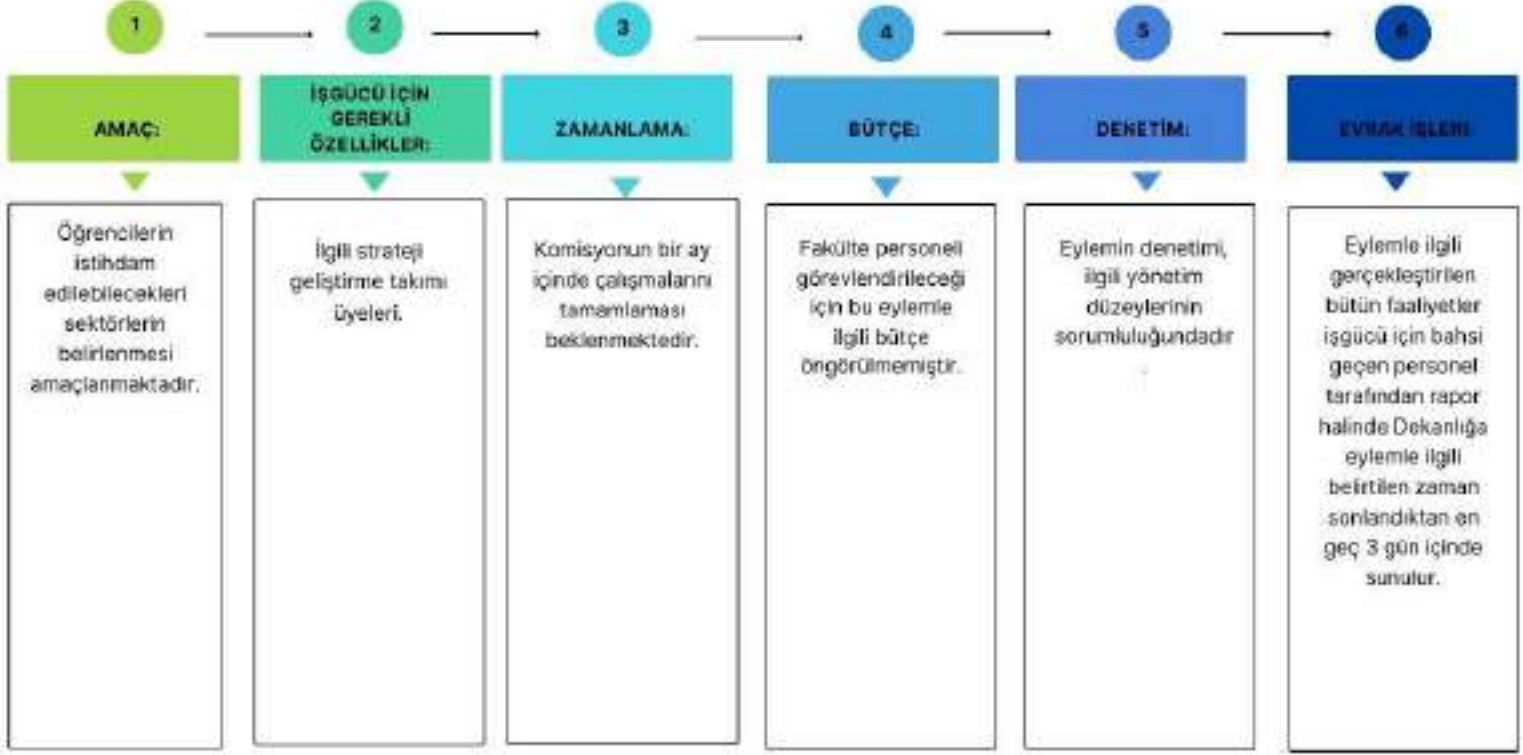 1
2
3
4
5
6
AMAÇ:
İŞGÜCÜ İÇİN
GEREKLİ
ÖZELLİKLER:
ZAMANLAMA:
BÜTÇE:
DENETİM:
EVRAK İŞLERİ:
Öğrencilerin
istihdam
edilebilecekleri
sektörlerin
belirlenmesi
amaçlanmaktadır.
İlgili strateji
geliştirme takımı
üyeleri.
Komisyonun bir ay
içinde çalışmalarını
tamamlaması
beklenmektedir.
Fakülte personeli
görevlendirileceği
için bu eylemle
ilgili bütçe
öngörülmemiştir.
Eylemin denetimi,
ilgili yönetim
düzeylerinin
sorumluluğundadır
.
Eylemle ilgili
gerçekleştirilen
bütün faaliyetler
işgücü için bahsi
geçen personel
tarafından rapor
halinde Dekanlığa
eylemle ilgili
belirtilen zaman
sonlandıktan en
geç 3 gün içinde
sunulur.